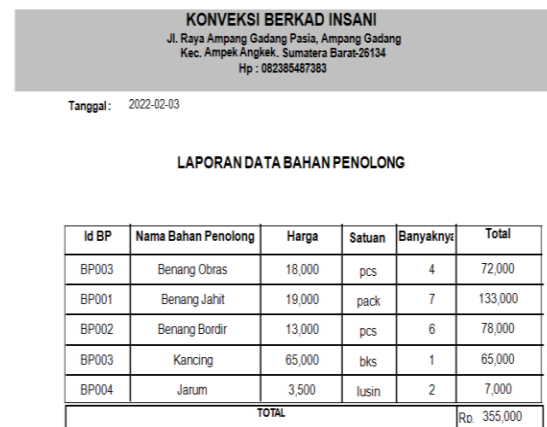 KONVEKSI BERKAD INSANI
Jl. Raya Ampang Gadang Pasia, Ampang Gadang
Kec. Ampek Angkek, Sumatera Barat-26134
Hp : 082385487383
Tanggal : 2022-02-03
LAPORAN DATA BAHAN PENOLONG
Id BP Nama Bahan Penolong Harga Satuan Banyaknya Total
BP003 Benang Obras 18,000 pcs 4 72,000
BP001 Benang Jahit 19,000 pack 7 133,000
BP002 Benang Bordir 13,000 pcs 6 78,000
BP003 Kancing 65,000 bks 1 65,000
BP004 Jarum 3,500 lusin 2 7,000
TOTAL Rp. 355,000